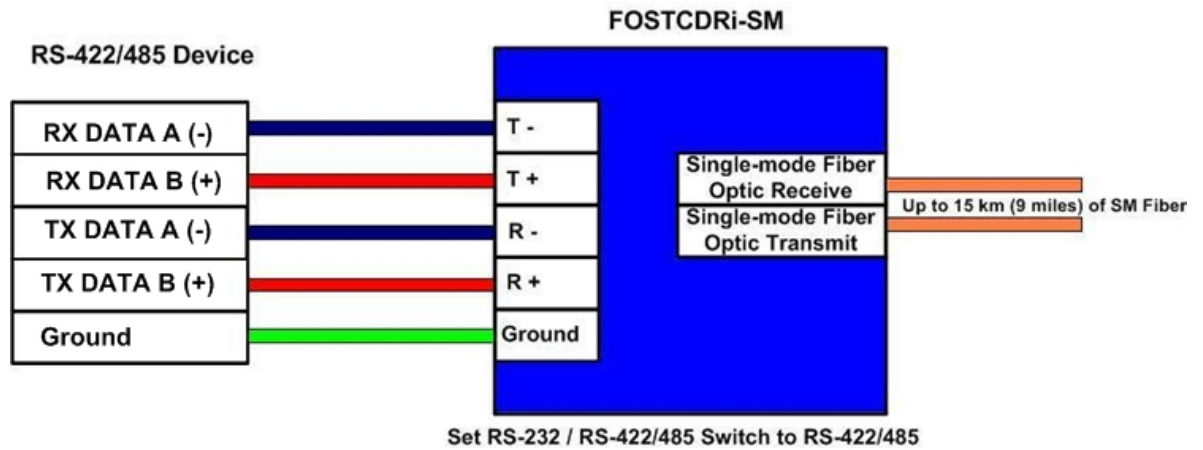 FOSTCDRi-SM
RS-422/485 Device
RX DATA A (-)
RX DATA B (+)
TX DATA A (-)
TX DATA B (+)
Ground
T -
T +
R -
R +
Ground
Single-mode Fiber
Optic Receive
Single-mode Fiber
Optic Transmit
Up to 15 km (9 miles) of SM Fiber
Set RS-232 / RS-422/485 Switch to RS-422/485